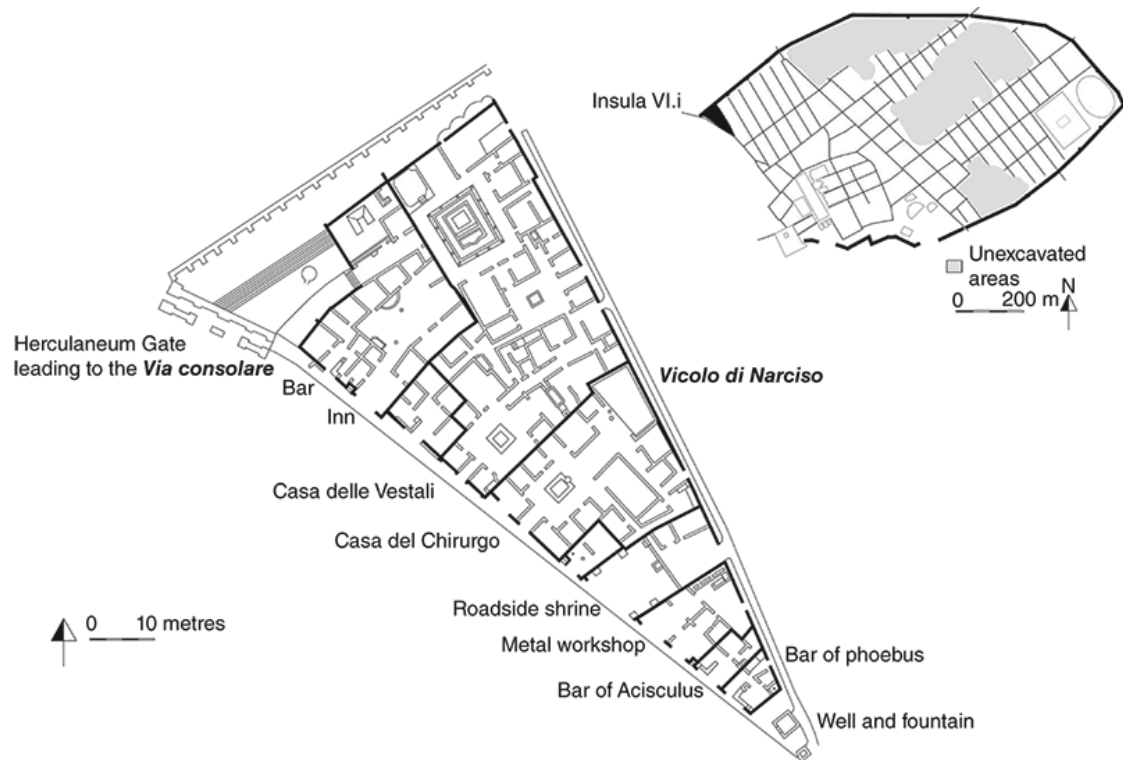 Insula VI.i
Unexcavated
areas
0 200 m
N
Herculaneum Gate
leading to the Via consolare
Bar
Inn
Vicolo di Narciso
Casa delle Vestali
Casa del Chirurgo
Roadside shrine
0 10 metres
Metal workshop
Bar of phoebus
Bar of Acisculus
Well and fountain